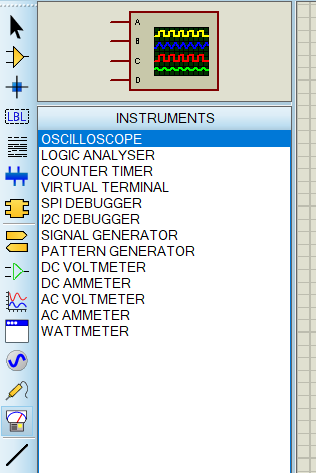 A
B
C
D
LBL
INSTRUMENTS
OSCILLOSCOPE
LOGIC ANALYSER
COUNTER TIMER
VIRTUAL TERMINAL
SPI DEBUGGER
I2C DEBUGGER
SIGNAL GENERATOR
PATTERN GENERATOR
DC VOLTMETER
DC AMMETER
AC VOLTMETER
AC AMMETER
WATTMETER